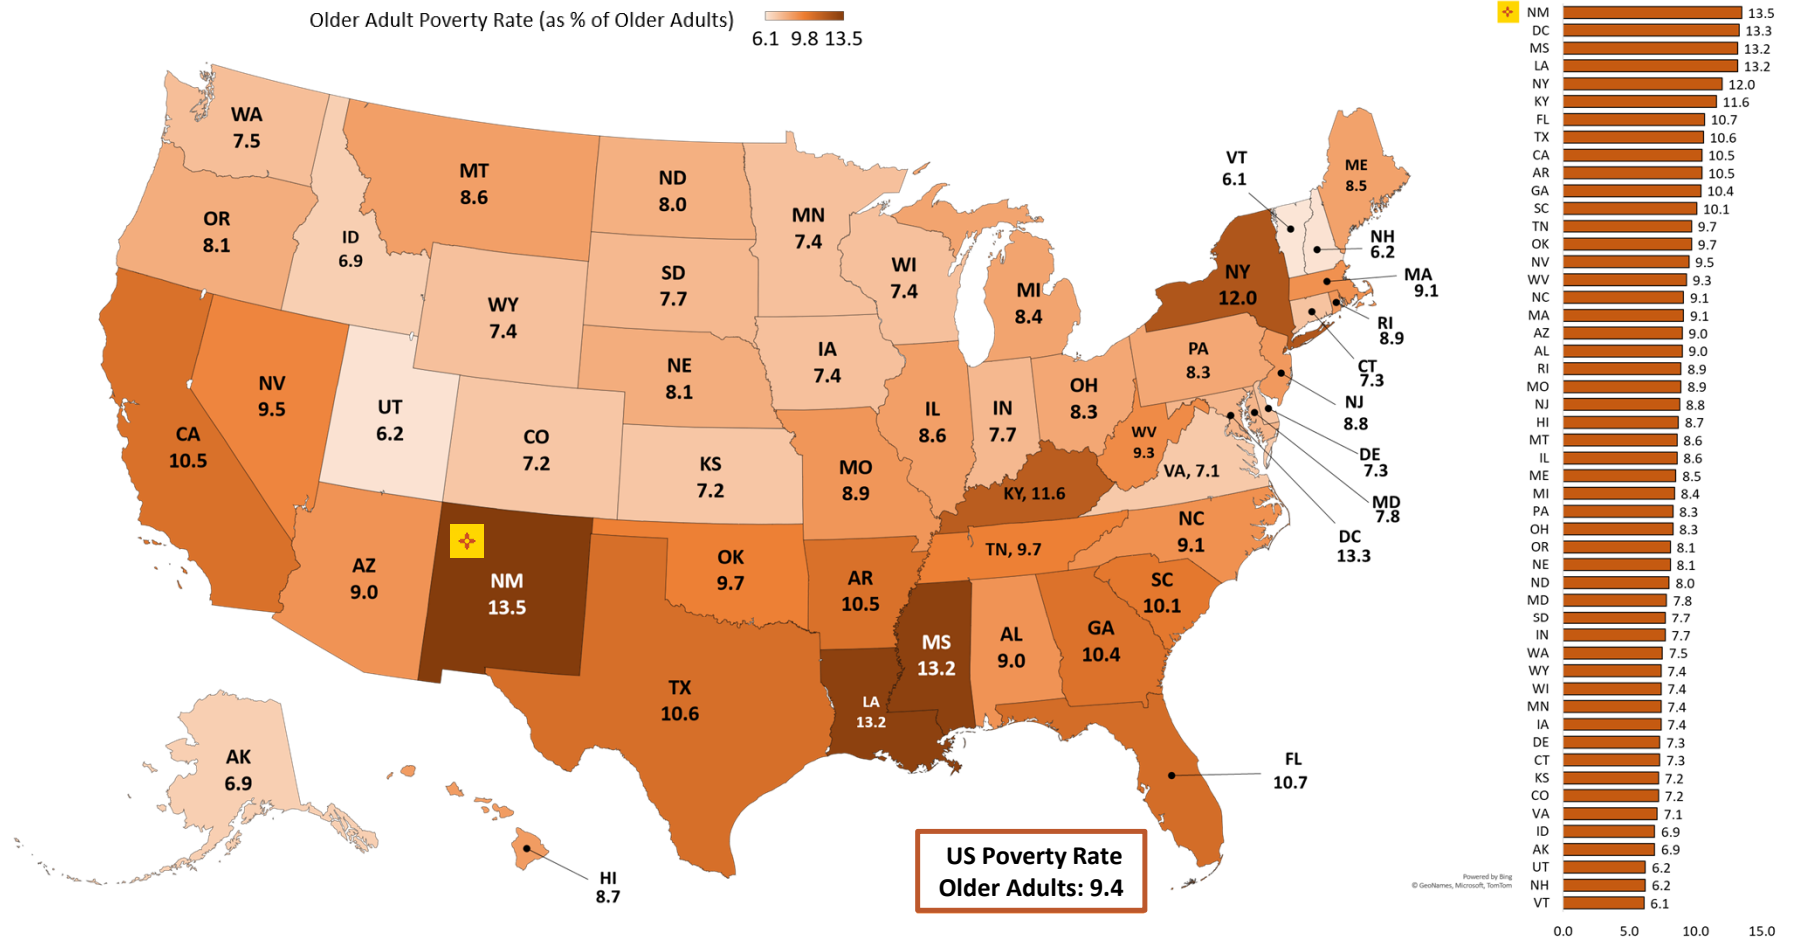 Older Adult Poverty Rate (as % of Older Adults)
6.1 9.8 13.5
WA
7.5
MT
8.6
ND
8.0
MN
7.4
OR
8.1
ID
6.9
WY
7.4
SD
7.7
WI
7.4
MI
8.4
VT
6.1
ME
8.5
NH
6.2
NY
12.0
MA
9.1
RI
8.9
CT
7.3
NJ
8.8
DE
7.3
MD
7.8
DC
13.3
PA
8.3
NE
8.1
IA
7.4
NV
9.5
UT
6.2
CA
10.5
CO
7.2
KS
7.2
MO
8.9
IL
8.6
IN
7.7
OH
8.3
WV
9.3
VA, 7.1
KY, 11.6
NC
9.1
TN, 9.7
AZ
9.0
NM
13.5
OK
9.7
AR
10.5
SC
10.1
MS
13.2
AL
9.0
GA
10.4
TX
10.6
LA
13.2
FL
10.7
AK
6.9
HI
8.7
US Poverty Rate
Older Adults: 9.4
Powered by Bing
© GeoNames, Microsoft, TomTom
NM 13.5
DC 13.3
MS 13.2
LA 13.2
NY 12.0
KY 11.6
FL 10.7
TX 10.6
CA 10.5
AR 10.5
GA 10.4
SC 10.1
TN 9.7
OK 9.7
NV 9.5
WV 9.3
NC 9.1
MA 9.1
AZ 9.0
AL 9.0
RI 8.9
MO 8.9
NJ 8.8
HI 8.7
MT 8.6
IL 8.6
ME 8.5
MI 8.4
PA 8.3
OH 8.3
OR 8.1
NE 8.1
ND 8.0
MD 7.8
SD 7.7
IN 7.7
WA 7.5
WY 7.4
WI 7.4
MN 7.4
IA 7.4
DE 7.3
CT 7.3
KS 7.2
CO 7.2
VA 7.1
ID 6.9
AK 6.9
UT 6.2
NH 6.2
VT 6.1
0.0 5.0 10.0 15.0